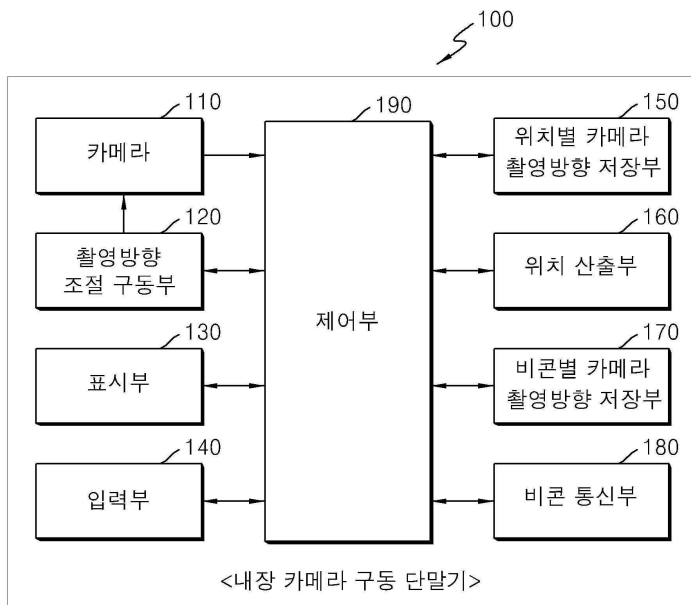 100
110
카메라
120
촬영방향
조절 구동부
130
표시부
140
입력부
190
제어부
150
위치별 카메라
촬영방향 저장부
160
위치 산출부
170
비콘별 카메라
촬영방향 저장부
180
비콘 통신부
<내장 카메라 구동 단말기>